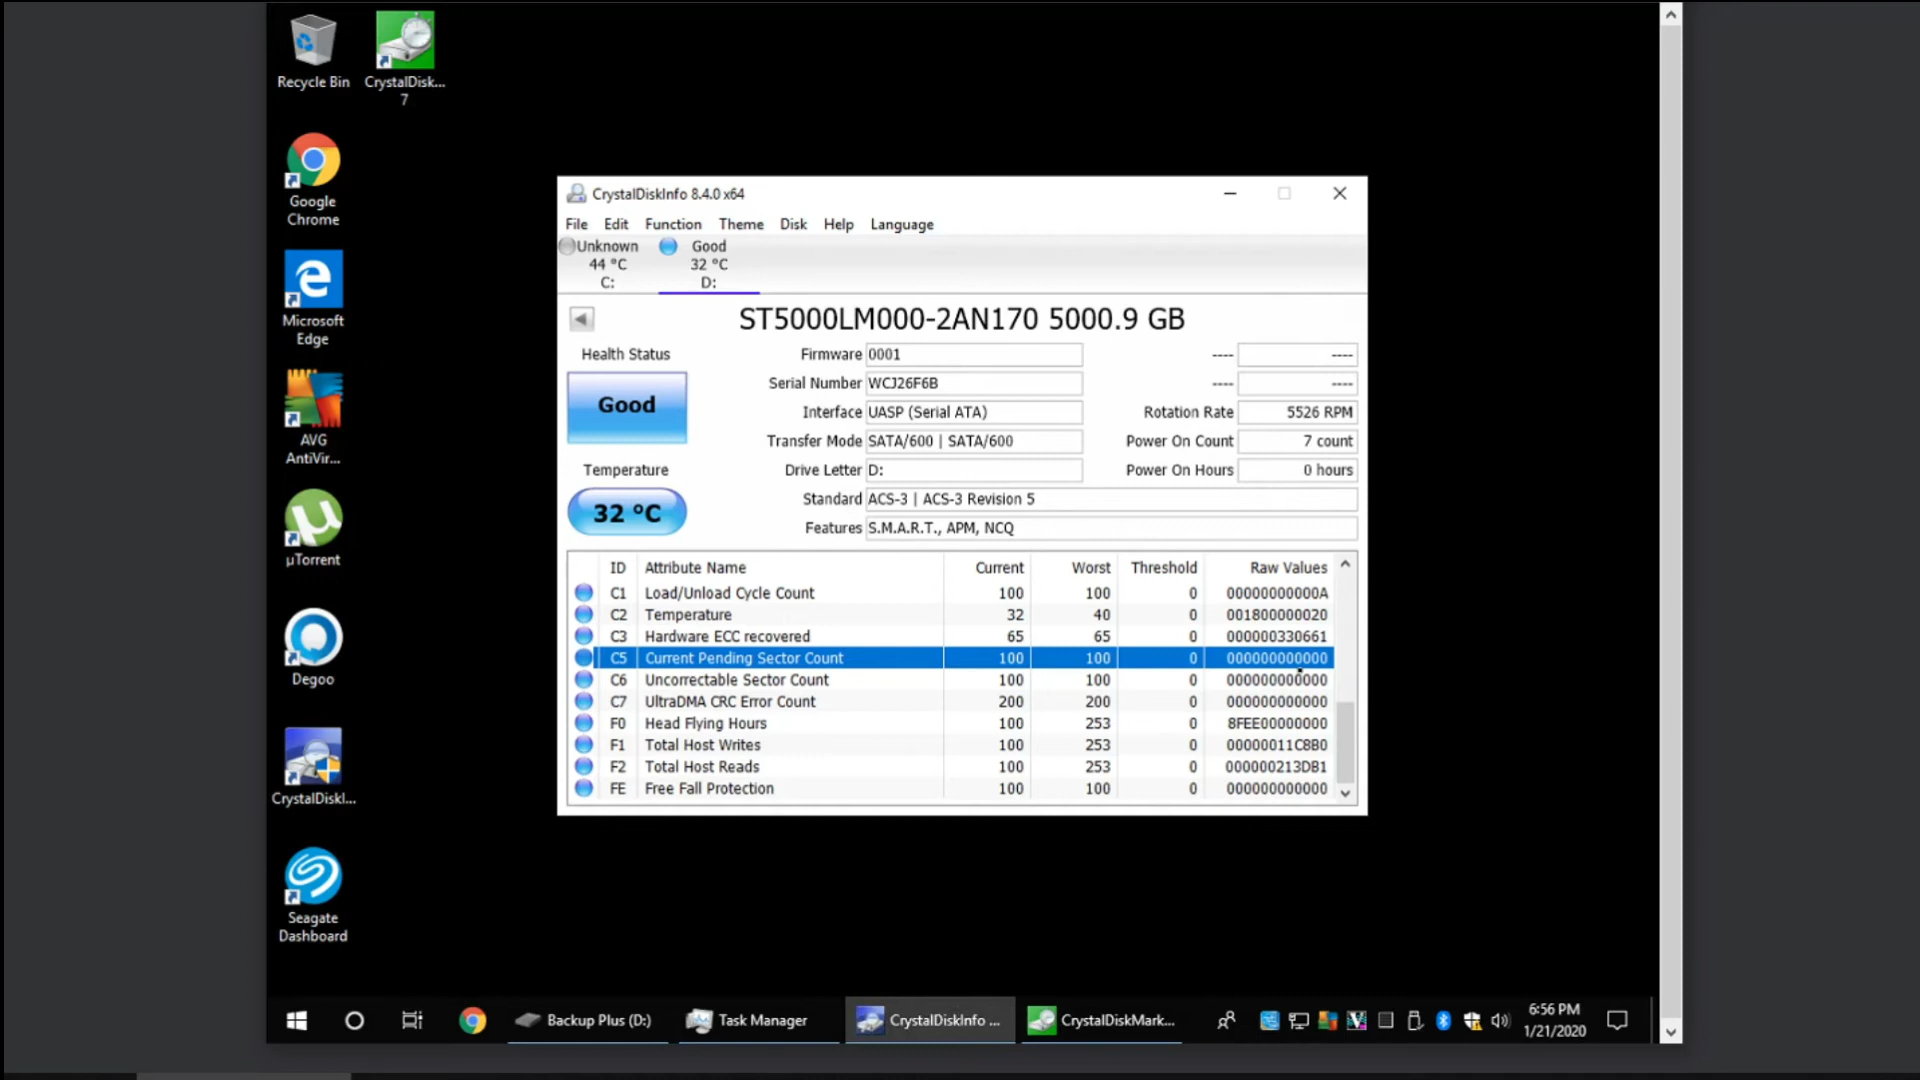 Recycle Bin
CrystalDisk...
7
Google
Chrome
Microsoft
Edge
AVG
AntiVir...
µTorrent
Degoo
CrystalDiskI...
Seagate
Dashboard
CrystalDiskInfo 8.4.0 x64
File Edit Function Theme Disk Help Language
Unknown Good
44 °C 32 °C
C: D:
ST5000LM000-2AN170 5000.9 GB
Health Status
Good
Temperature
32 °C
Firmware 0001 ---- ----
Serial Number WCJ26F6B ---- ----
Interface UASP (Serial ATA) Rotation Rate 5526 RPM
Transfer Mode SATA/600 | SATA/600 Power On Count 7 count
Drive Letter D: Power On Hours 0 hours
Standard ACS-3 | ACS-3 Revision 5
Features S.M.A.R.T., APM, NCQ
ID Attribute Name Current Worst Threshold Raw Values
C1 Load/Unload Cycle Count 100 100 0 00000000000A
C2 Temperature 32 40 0 001800000020
C3 Hardware ECC recovered 65 65 0 000000330661
C5 Current Pending Sector Count 100 100 0 000000000000
C6 Uncorrectable Sector Count 100 100 0 000000000000
C7 UltraDMA CRC Error Count 200 200 0 000000000000
F0 Head Flying Hours 100 253 0 8FEE00000000
F1 Total Host Writes 100 253 0 00000011C8B0
F2 Total Host Reads 100 253 0 000000213DB1
FE Free Fall Protection 100 100 0 000000000000
Backup Plus (D:) Task Manager CrystalDiskInfo ... CrystalDiskMark...
6:56 PM
1/21/2020